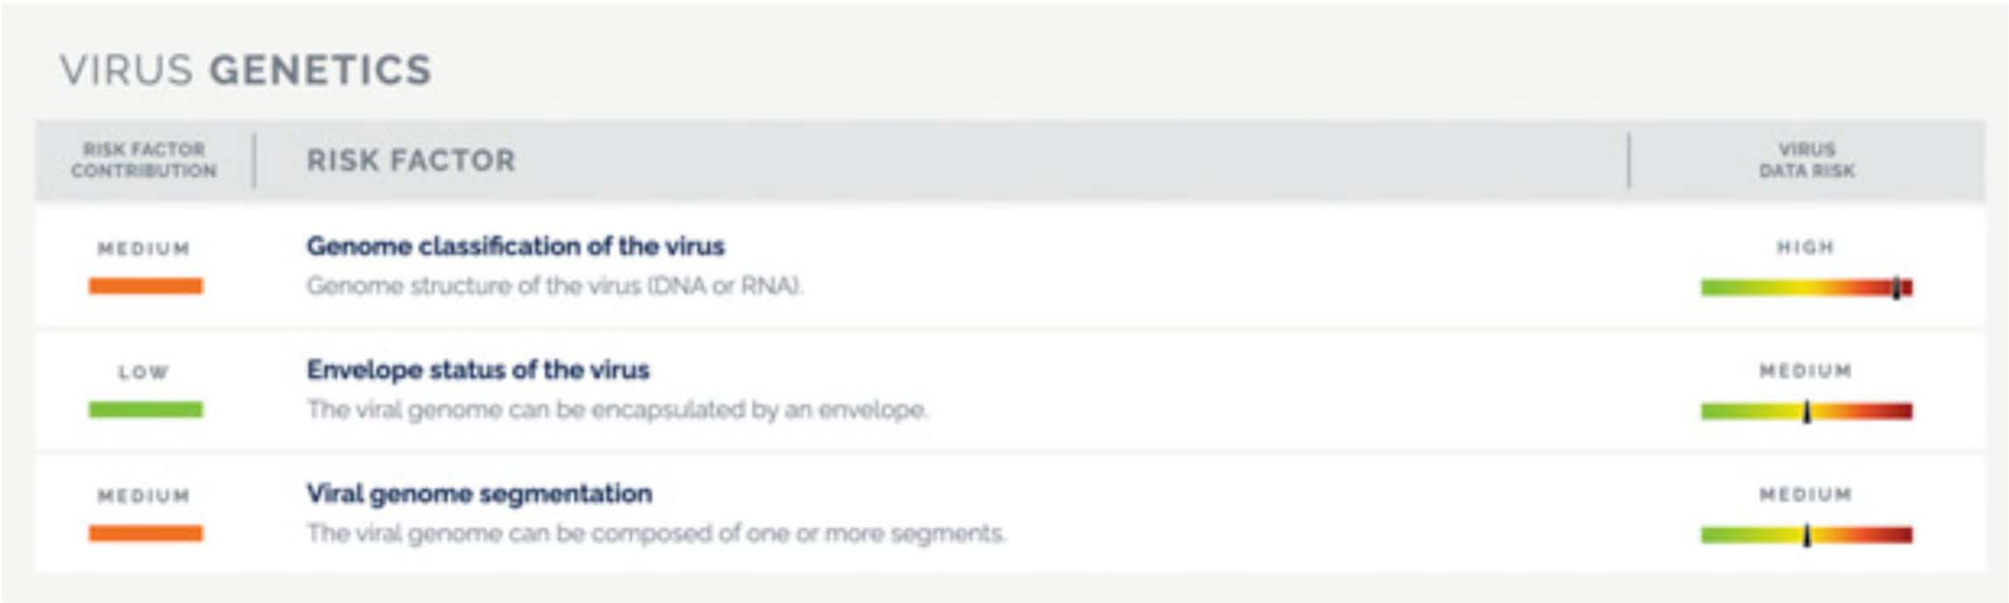 VIRUS GENETICS
RISK FACTOR
CONTRIBUTION
RISK FACTOR
VIRUS
DATA RISK
MEDIUM
Genome classification of the virus
Genome structure of the virus (DNA or RNA).
HIGH
LOW
Envelope status of the virus
The viral genome can be encapsulated by an envelope.
MEDIUM
MEDIUM
Viral genome segmentation
The viral genome can be composed of one or more segments.
MEDIUM